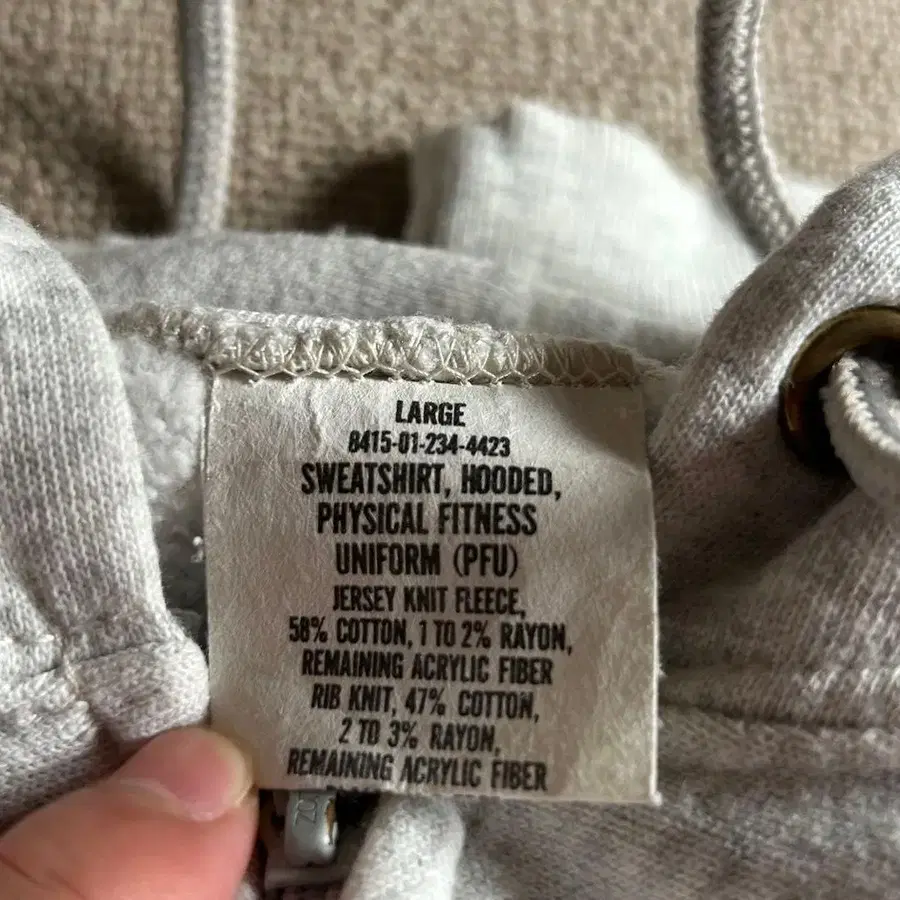 LARGE
8415-01-234-4423
SWEATSHIRT, HOODED,
PHYSICAL FITNESS
UNIFORM (PFU)
JERSEY KNIT FLEECE,
58% COTTON, 1 TO 2% RAYON,
REMAINING ACRYLIC FIBER
RIB KNIT, 47% COTTON,
2 TO 3% RAYON,
REMAINING ACRYLIC FIBER